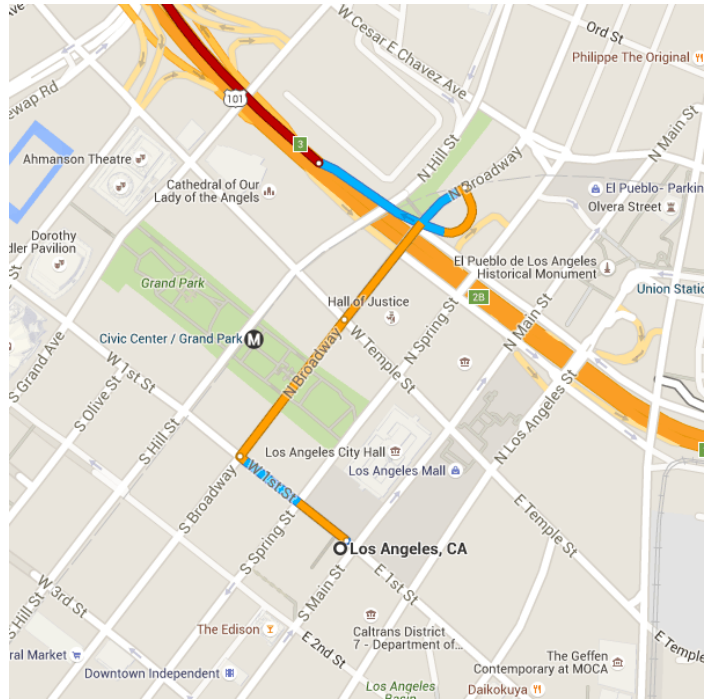 Ave
W Cesar E Chavez Ave
Ord St
Philippe The Original
ewap Rd
101
3
N Hill St
N Main St
Ahmanson Theatre
Cathedral of Our
Lady of the Angels
N Broadway
El Pueblo- Parkin
Olvera Street
Dorothy
dler Pavilion
Grand Park
El Pueblo de Los Angeles
Historical Monument
Union Statio
2B
Hall of Justice
Civic Center / Grand Park
M
W Temple St
N Spring St
N Main St
S Grand Ave
W 1st St
S Olive St
N Broadway
N Los Angeles St
S Hill St
Los Angeles City Hall
Los Angeles Mall
S Broadway
W 1st St
S Spring St
E Temple St
Los Angeles, CA
S Main St
E 1st St
W 3rd St
S Hill St
The Edison
E 2nd St
Caltrans District
7 - Department of...
E Temple
ral Market
Downtown Independent
The Geffen
Contemporary at MOCA
Los Angeles
Daikokuya